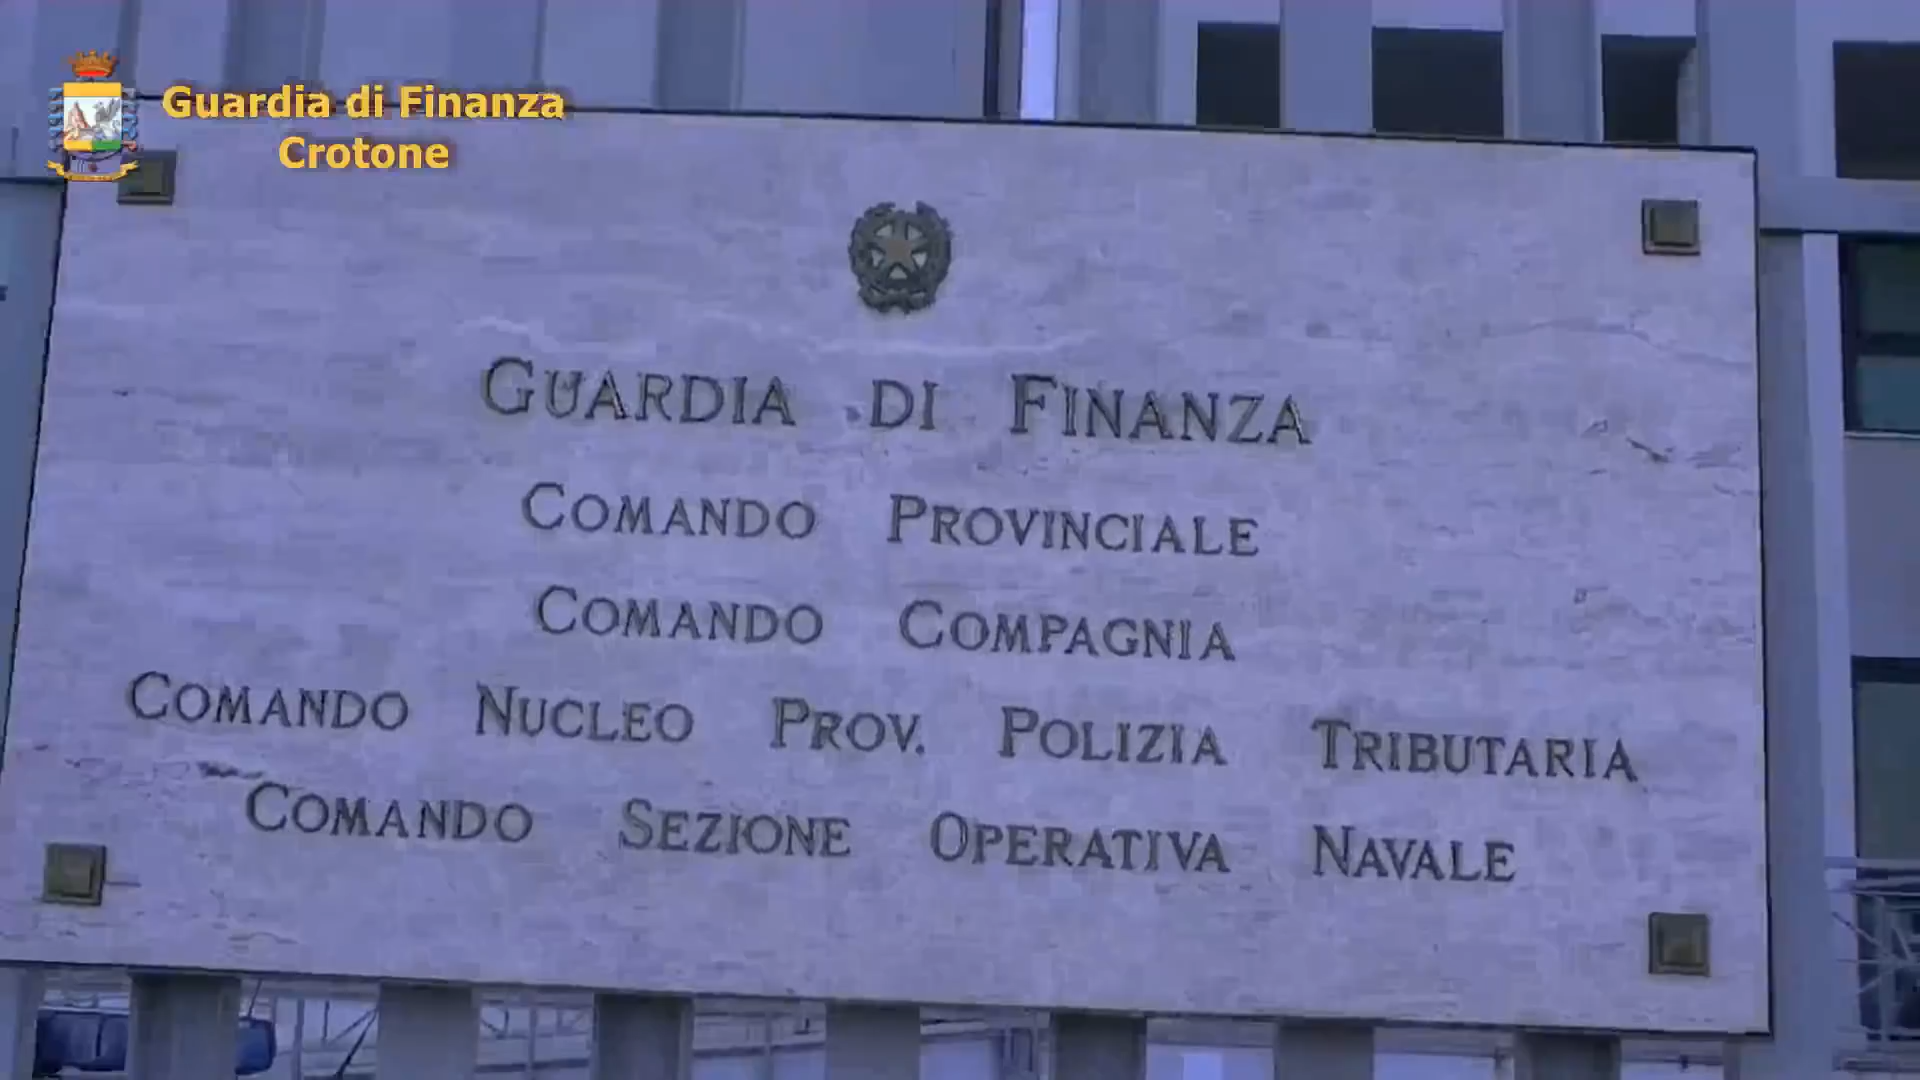 Guardia di Finanza
Crotone
GUARDIA DI FINANZA
COMANDO PROVINCIALE
COMANDO COMPAGNIA
COMANDO NUCLEO PROV. POLIZIA TRIBUTARIA
COMANDO SEZIONE OPERATIVA NAVALE